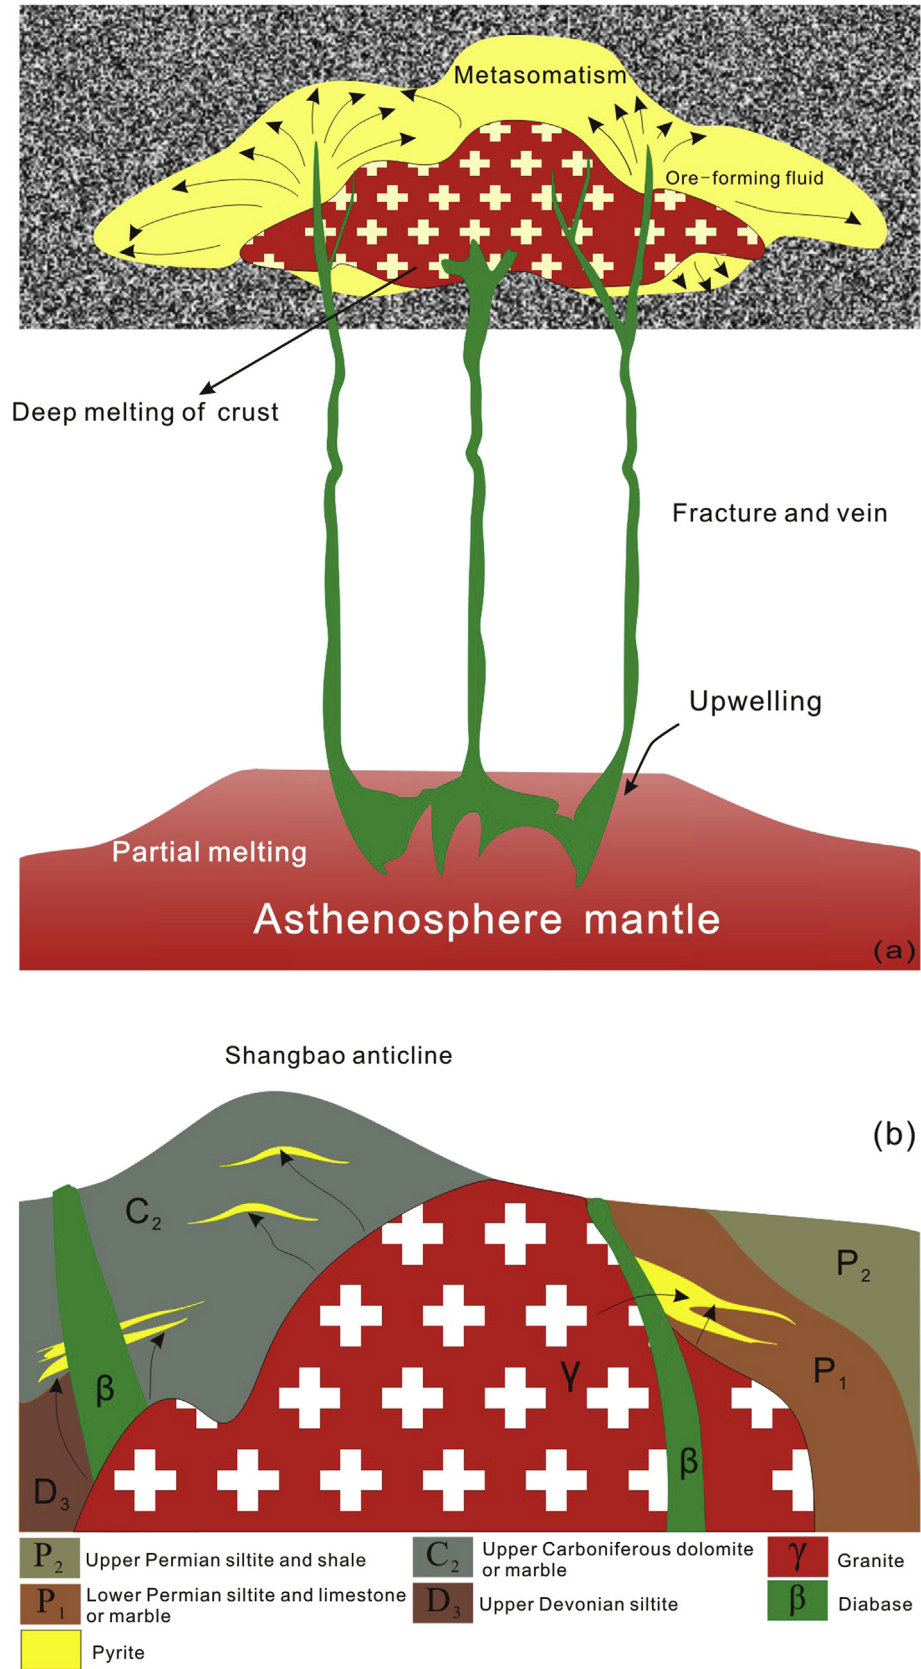 Metasomatism
Ore-forming fluid
Deep melting of crust
Fracture and vein
Upwelling
Partial melting
Asthenosphere mantle
(a)
Shangbao anticline
(b)
C2
P2
P1
γ
β
β
D3
P2 Upper Permian siltite and shale
P1 Lower Permian siltite and limestone
or marble
Pyrite
C2 Upper Carboniferous dolomite
or marble
D3 Upper Devonian siltite
γ Granite
β Diabase